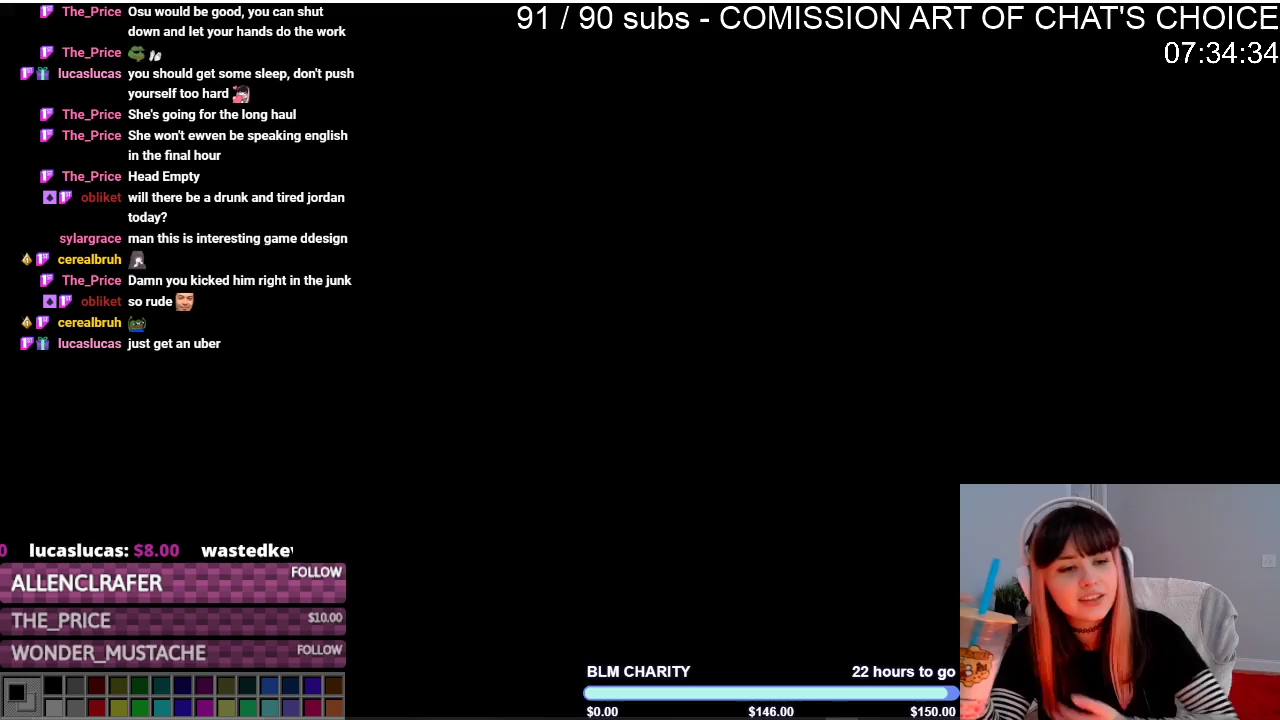 91 / 90 subs - COMISSION ART OF CHAT'S CHOICE
07:34:34
The_Price Osu would be good, you can shut
down and let your hands do the work
The_Price
lucaslucas you should get some sleep, don't push
yourself too hard
The_Price She's going for the long haul
The_Price She won't ewven be speaking english
in the final hour
The_Price Head Empty
obliket will there be a drunk and tired jordan
today?
sylargrace man this is interesting game ddesign
cerealbruh
The_Price Damn you kicked him right in the junk
obliket so rude
cerealbruh
lucaslucas just get an uber
0 lucaslucas: $8.00 wastedke
ALLENCLRAFER FOLLOW
THE_PRICE $10.00
WONDER_MUSTACHE FOLLOW
BLM CHARITY 22 hours to go
$0.00 $146.00 $150.00